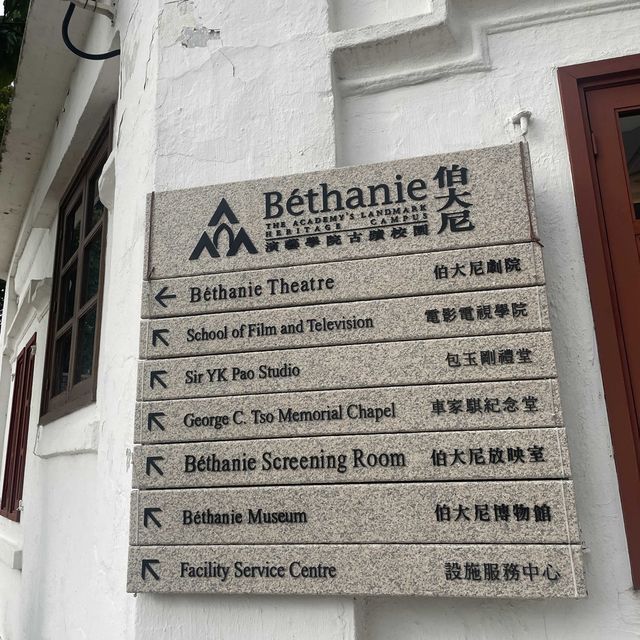 Béthanie 伯大尼
THE ACADEMY'S LANDMARK
HERITAGE CAMPUS
演藝學院古蹟校園
Béthanie Theatre 伯大尼劇院
School of Film and Television 電影電視學院
Sir YK Pao Studio 包玉剛禮堂
George C. Tso Memorial Chapel 車家騏紀念堂
Béthanie Screening Room 伯大尼放映室
Béthanie Museum 伯大尼博物館
Facility Service Centre 設施服務中心